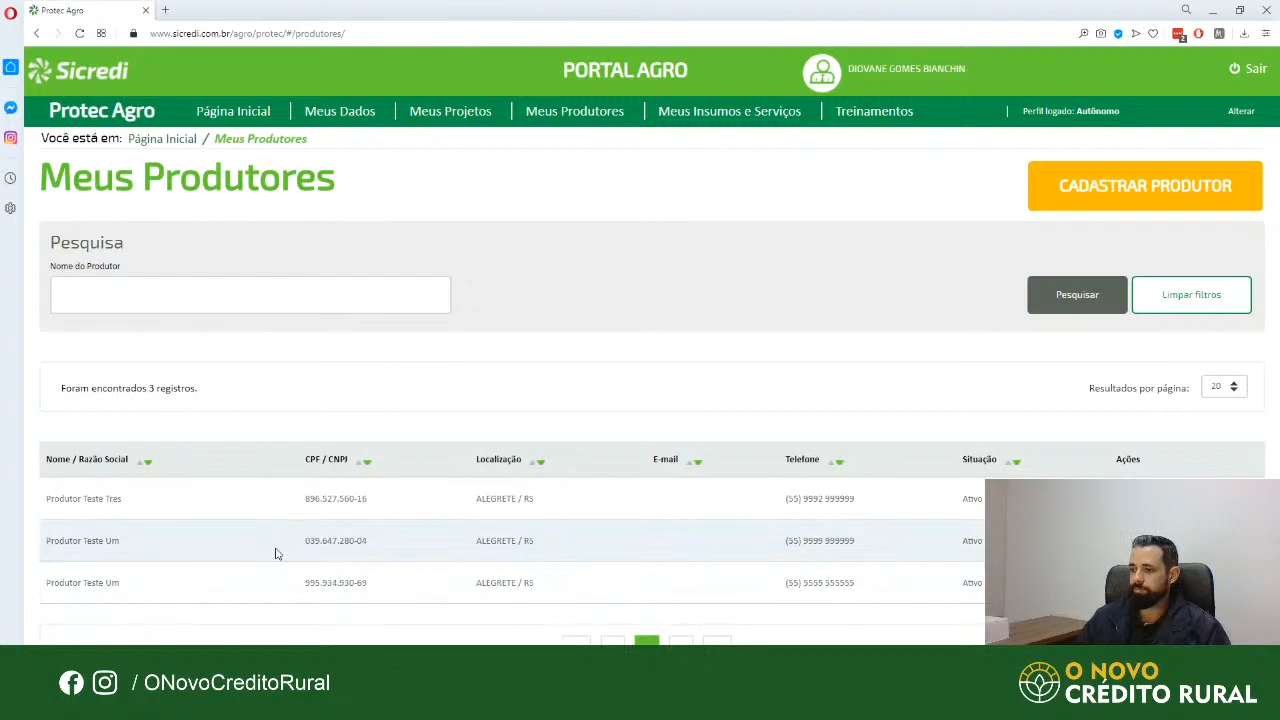 Protec Agro
www.sicredi.com.br/agro/protec/#/produtores/
2
M
Sicredi
PORTAL AGRO
DIOVANE GOMES BIANCHIN
Sair
Protec Agro
Página Inicial
Meus Dados
Meus Projetos
Meus Produtores
Meus Insumos e Serviços
Treinamentos
Perfil logado: Autônomo
Alterar
Você está em: Página Inicial / Meus Produtores
Meus Produtores
CADASTRAR PRODUTOR
Pesquisa
Nome do Produtor
Pesquisar
Limpar filtros
Foram encontrados 3 registros.
Resultados por página: 20
Nome / Razão Social CPF / CNPJ Localização E-mail Telefone Situação Ações
Produtor Teste Tres 896.527.560-16 ALEGRETE / RS (55) 9992 999999 Ativo
Produtor Teste Um 039.647.280-04 ALEGRETE / RS (55) 9999 999999 Ativo
Produtor Teste Um 995.934.930-69 ALEGRETE / RS (55) 5555 555555 Ativo
/ ONovoCreditoRural
O NOVO
CRÉDITO RURAL